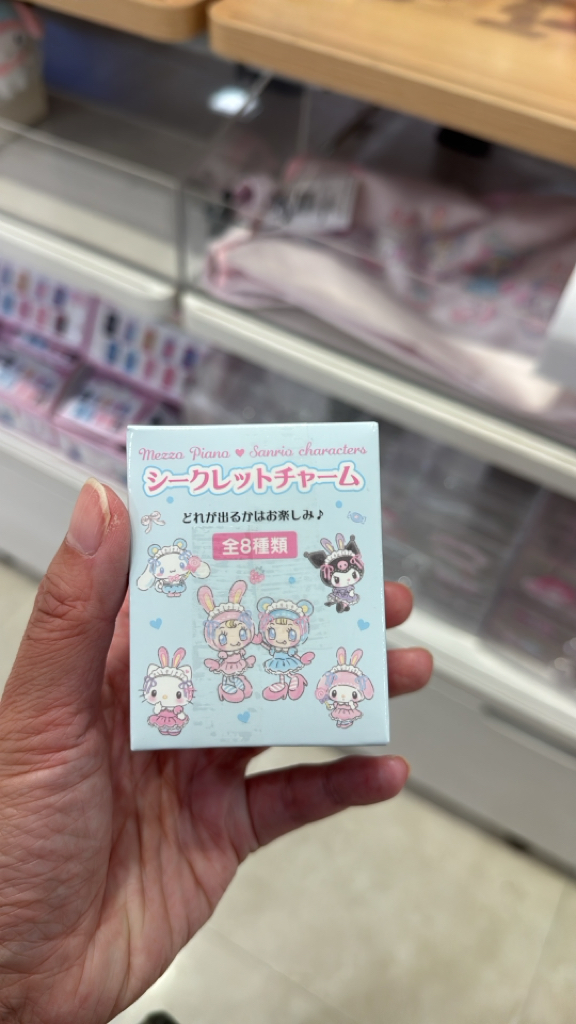 Mezzo Piano ♥ Sanrio characters
シークレットチャーム
どれが出るかはお楽しみ♪
全8種類